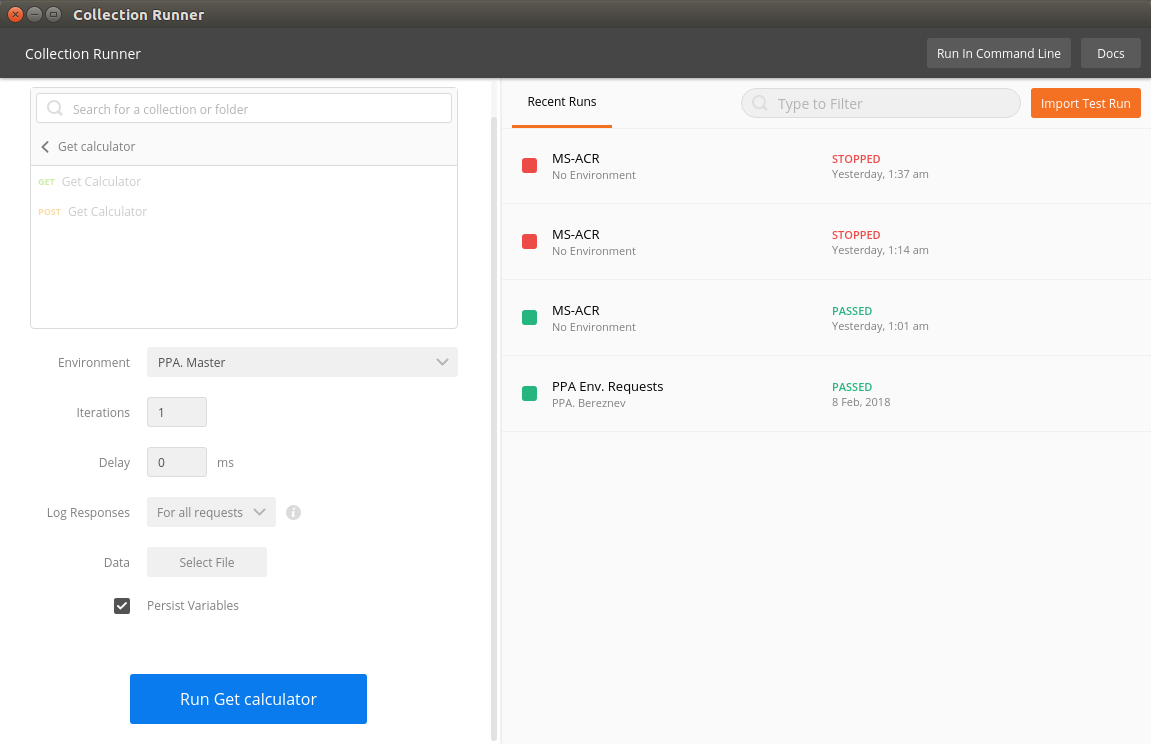 Collection Runner
Collection Runner
Run In Command Line
Docs
Search for a collection or folder
Get calculator
GET Get Calculator
POST Get Calculator
Environment PPA. Master
Iterations 1
Delay 0 ms
Log Responses For all requests
Data Select File
Persist Variables
Run Get calculator
Recent Runs
Type to Filter
Import Test Run
MS-ACR
No Environment
STOPPED
Yesterday, 1:37 am
MS-ACR
No Environment
STOPPED
Yesterday, 1:14 am
MS-ACR
No Environment
PASSED
Yesterday, 1:01 am
PPA Env. Requests
PPA. Bereznev
PASSED
8 Feb, 2018